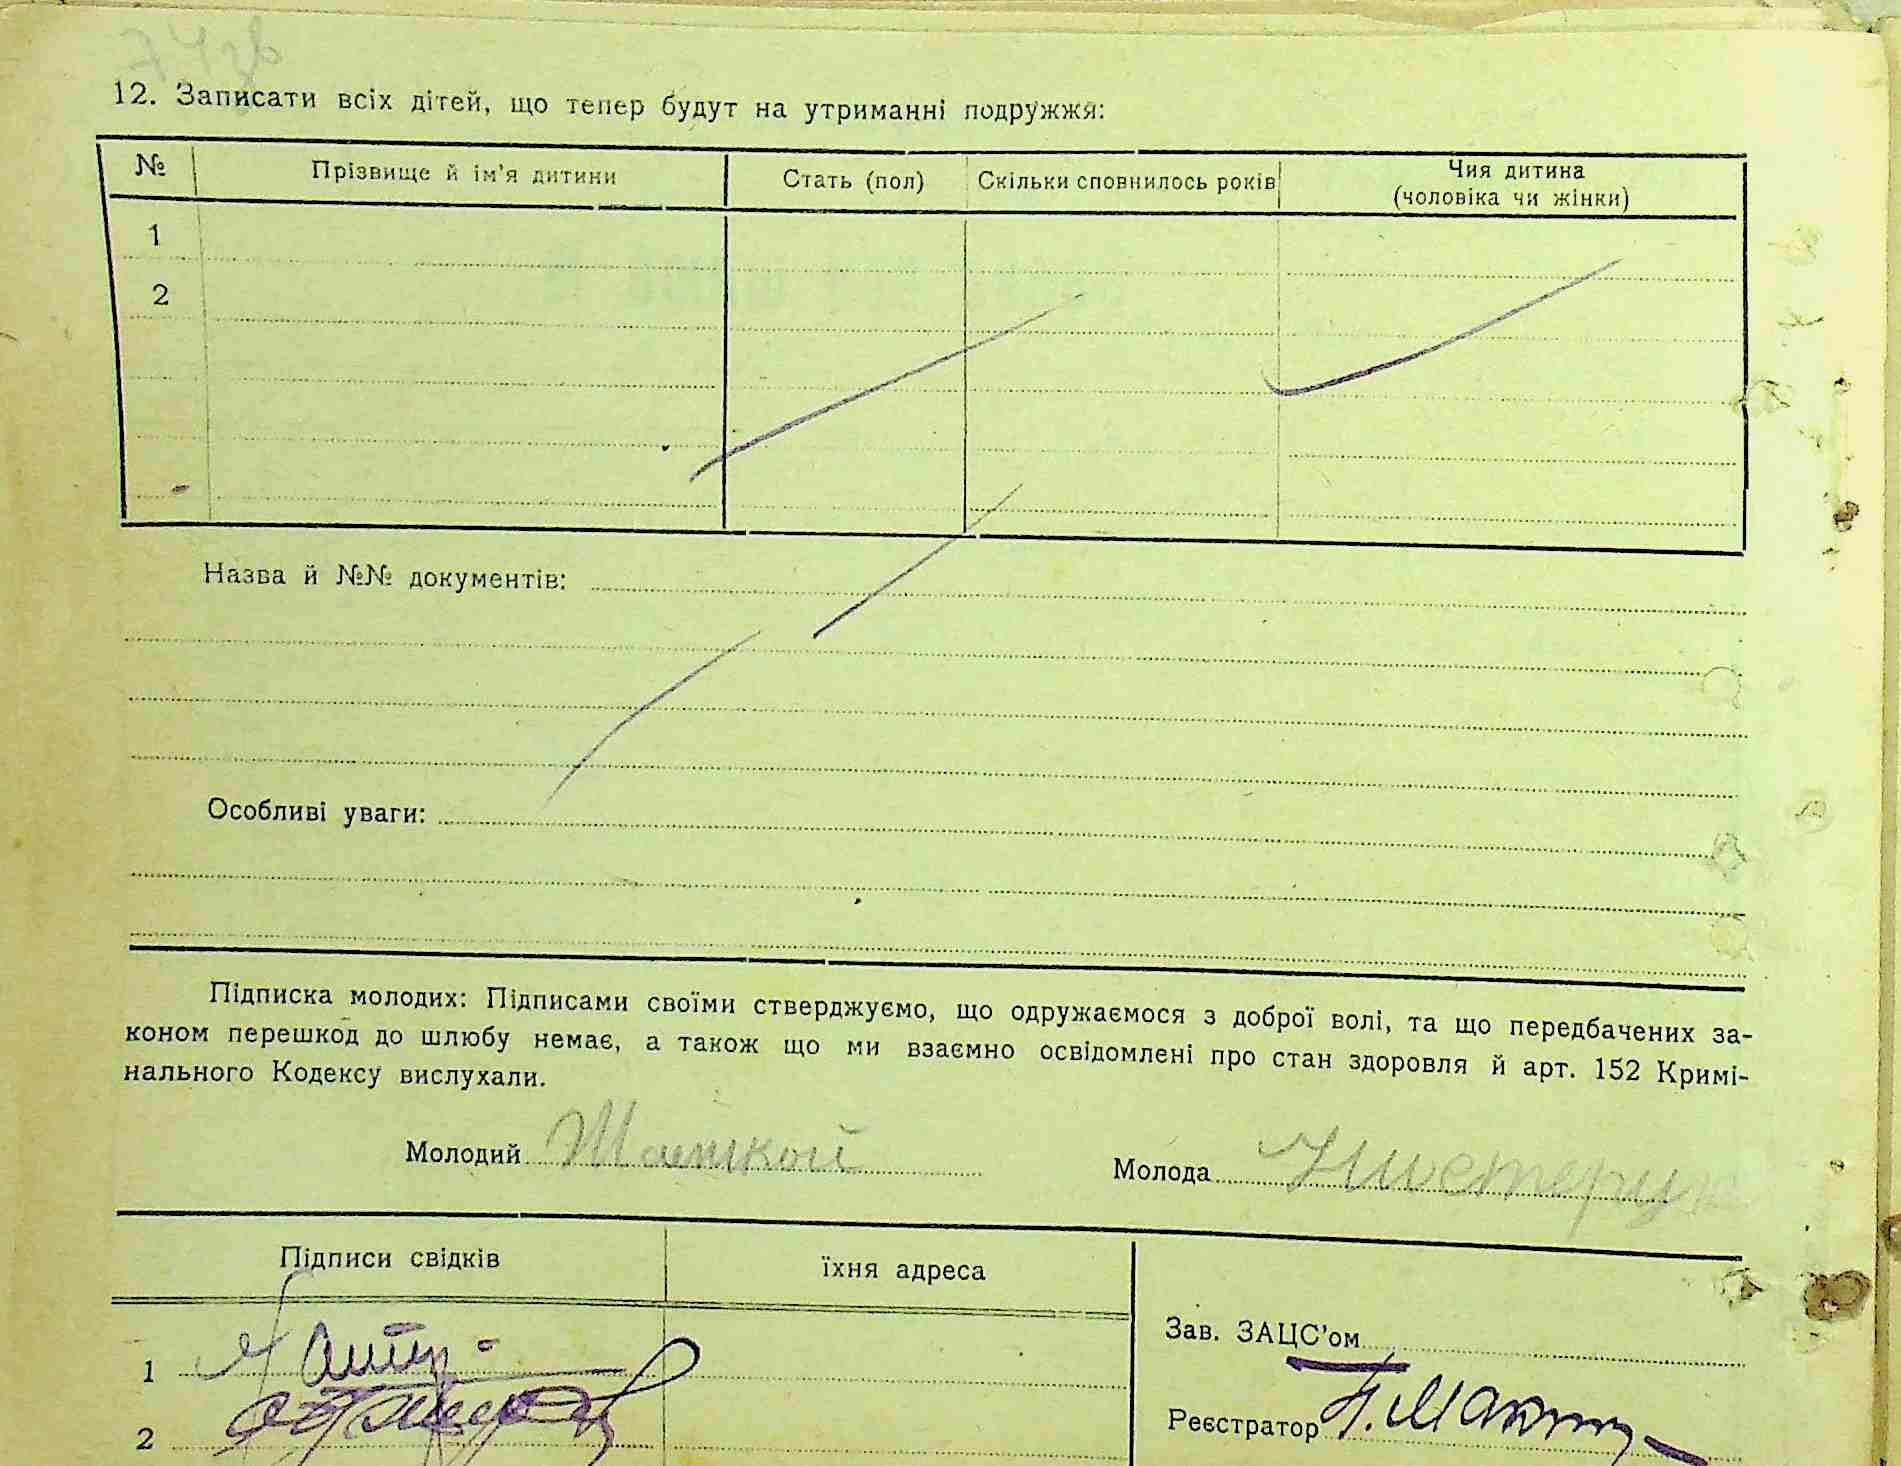 74зв
12. Записати всіх дітей, що тепер будут на утриманні подружжя:
№ Прізвище й ім'я дитини Стать (пол) Скільки сповнилось років Чия дитина
(чоловіка чи жінки)
1
2
Назва й №№ документів:
Особливі уваги:
Підписка молодих: Підписами своїми стверджуємо, що одружаємося з доброї волі, та що передбачених за-
коном перешкод до шлюбу немає, а також що ми взаємно освідомлені про стан здоровля й арт. 152 Кримі-
нального Кодексу вислухали.
Молодий Молода
Підписи свідків їхня адреса
Зав. ЗАЦС'ом
1
Реєстратор
2